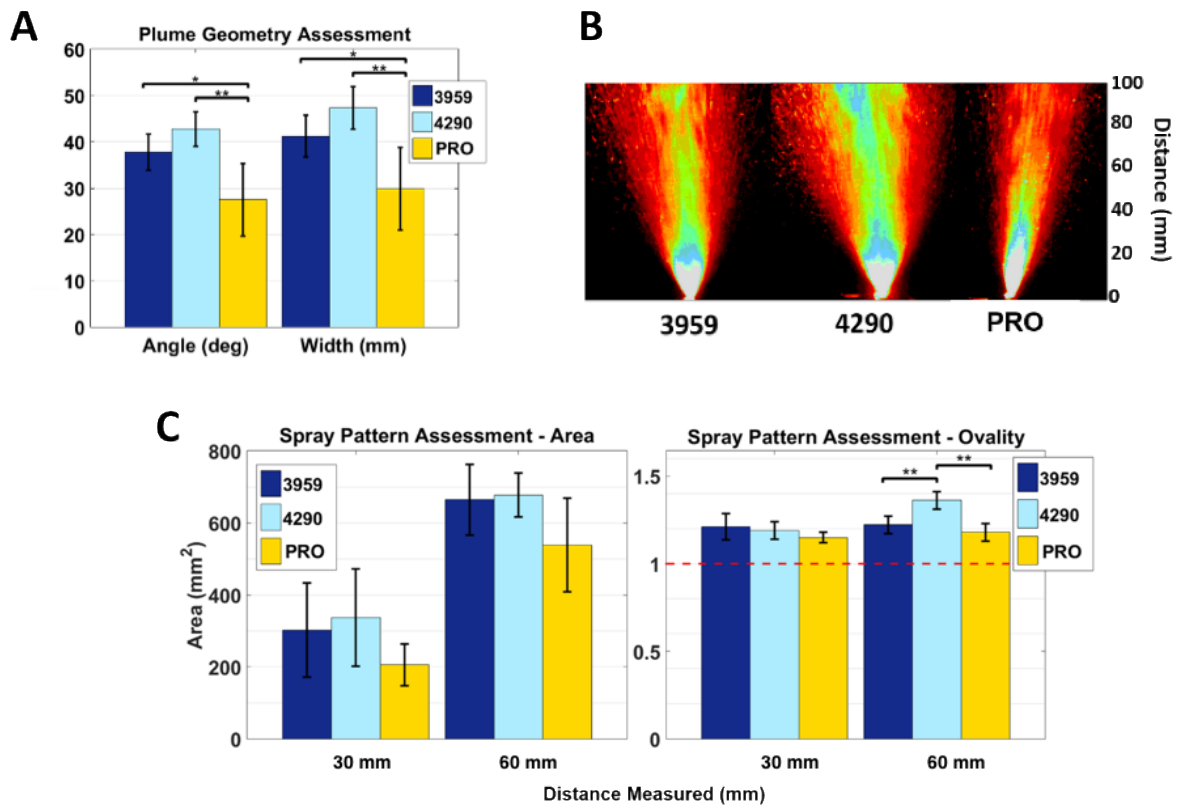 A
Plume Geometry Assessment
60
50
40
30
20
10
0
*
**
*
**
3959
4290
PRO
Angle (deg)
Width (mm)
B
100
80
60
40
20
0
Distance (mm)
3959
4290
PRO
C
Spray Pattern Assessment - Area
800
600
400
200
0
Area (mm²)
3959
4290
PRO
30 mm
60 mm
Spray Pattern Assessment - Ovality
1.5
1
0.5
0
**
**
3959
4290
PRO
30 mm
60 mm
Distance Measured (mm)